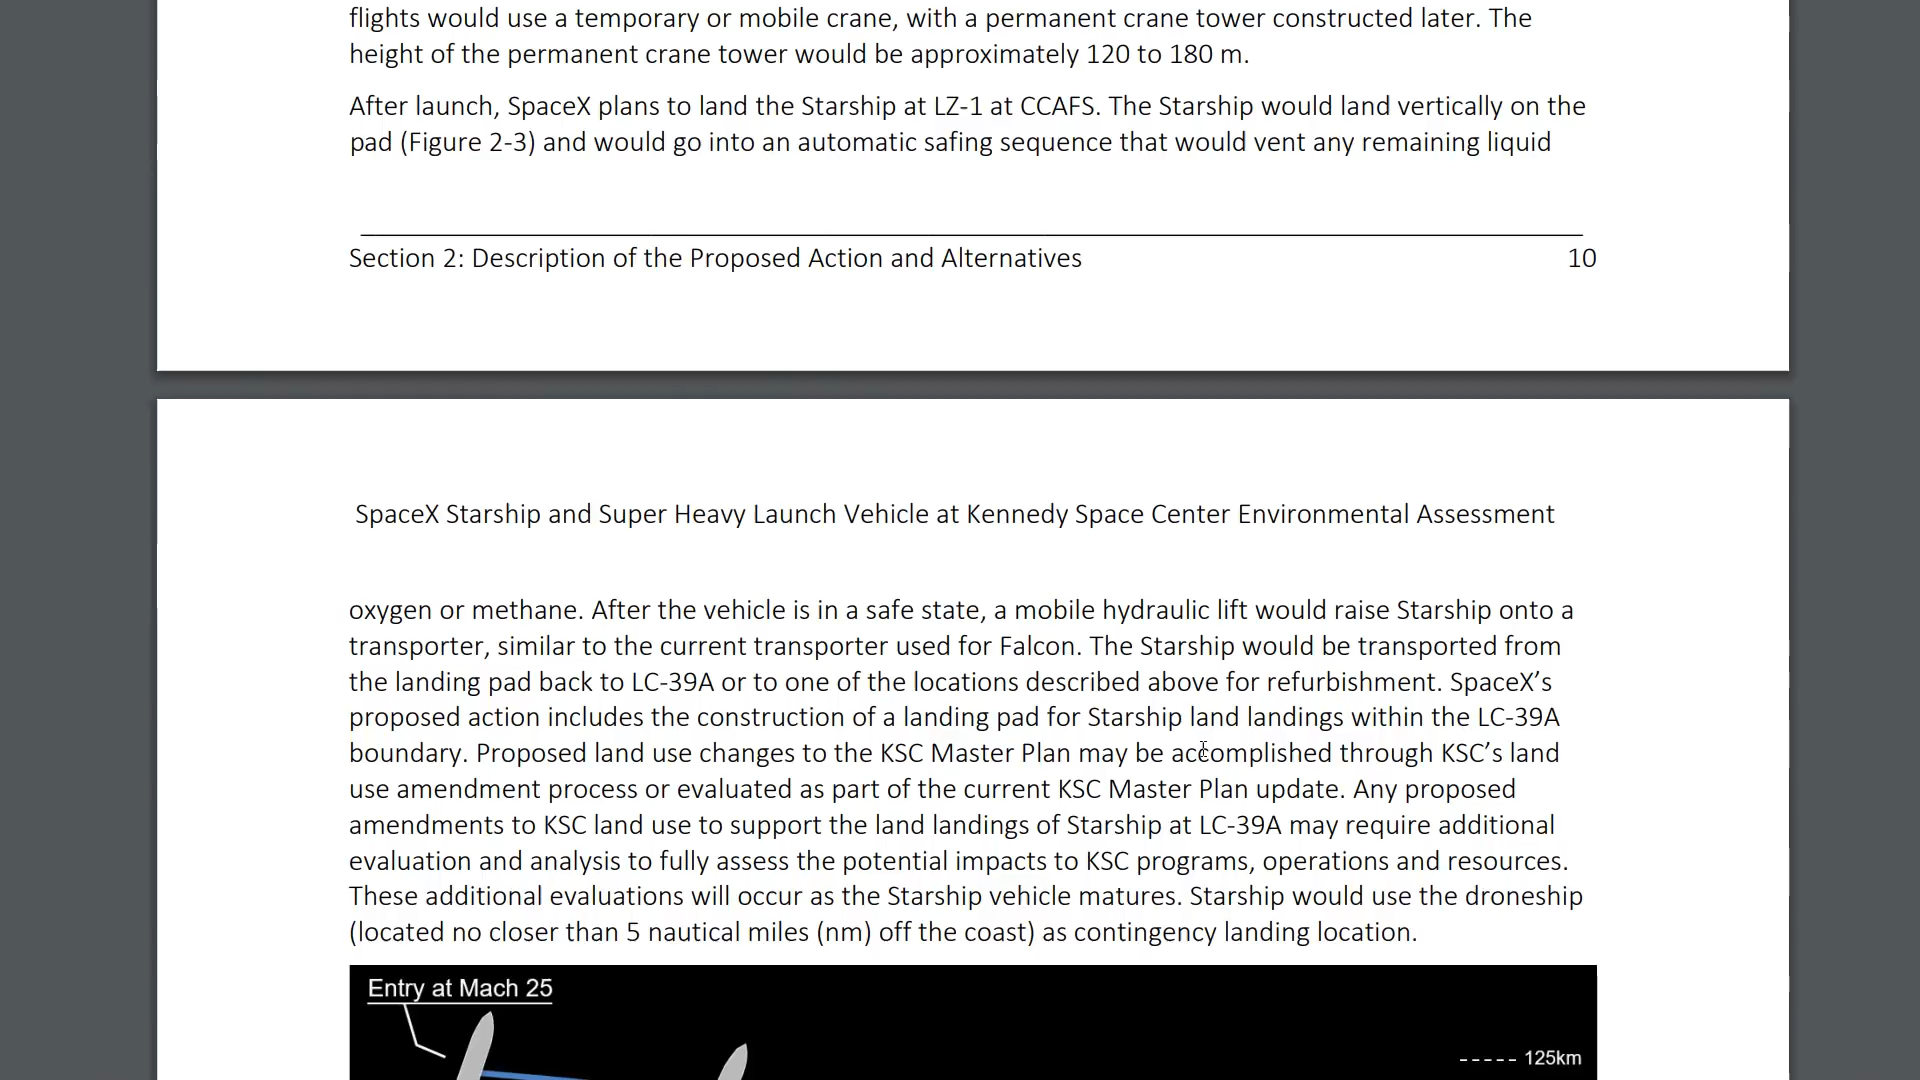 flights would use a temporary or mobile crane, with a permanent crane tower constructed later. The
height of the permanent crane tower would be approximately 120 to 180 m.
After launch, SpaceX plans to land the Starship at LZ-1 at CCAFS. The Starship would land vertically on the
pad (Figure 2-3) and would go into an automatic safing sequence that would vent any remaining liquid
Section 2: Description of the Proposed Action and Alternatives 10
SpaceX Starship and Super Heavy Launch Vehicle at Kennedy Space Center Environmental Assessment
oxygen or methane. After the vehicle is in a safe state, a mobile hydraulic lift would raise Starship onto a
transporter, similar to the current transporter used for Falcon. The Starship would be transported from
the landing pad back to LC-39A or to one of the locations described above for refurbishment. SpaceX’s
proposed action includes the construction of a landing pad for Starship land landings within the LC-39A
boundary. Proposed land use changes to the KSC Master Plan may be accomplished through KSC’s land
use amendment process or evaluated as part of the current KSC Master Plan update. Any proposed
amendments to KSC land use to support the land landings of Starship at LC-39A may require additional
evaluation and analysis to fully assess the potential impacts to KSC programs, operations and resources.
These additional evaluations will occur as the Starship vehicle matures. Starship would use the droneship
(located no closer than 5 nautical miles (nm) off the coast) as contingency landing location.
Entry at Mach 25
125km